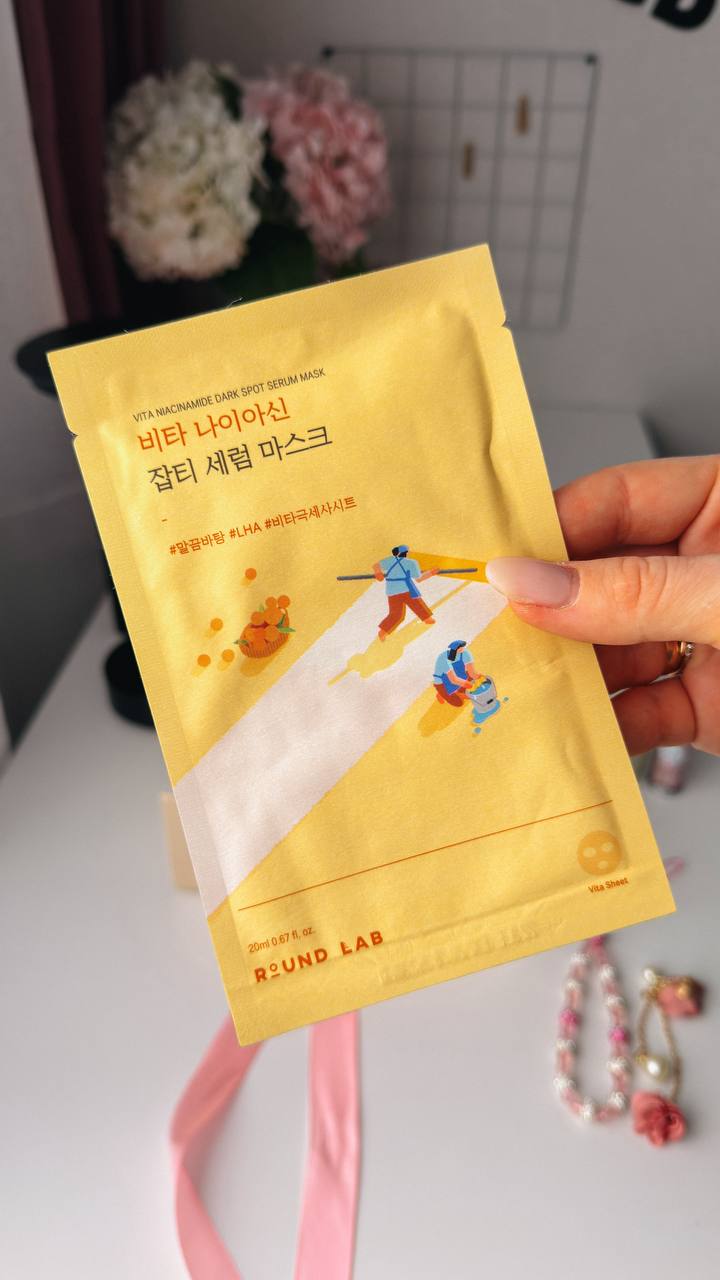 VITA NIACINAMIDE DARK SPOT SERUM MASK
비타 나이아신
잡티 세럼 마스크
-
#말끔바탕 #LHA #비타극세사시트
Vita Sheet
20ml 0.67 fl. oz.
ROUND LAB